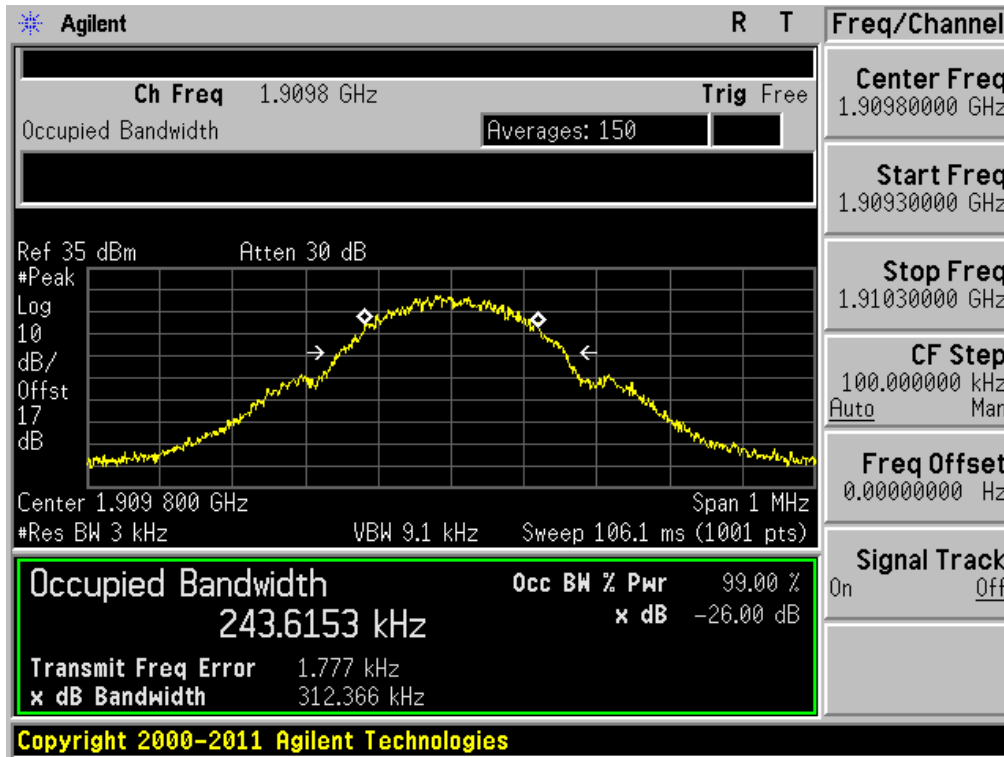 Agilent R T Freq/Channel
Ch Freq 1.9098 GHz Trig Free
Occupied Bandwidth Averages: 150
Ref 35 dBm Atten 30 dB
#Peak
Log
10
dB/
Offst
17
dB
Center 1.909 800 GHz Span 1 MHz
#Res BW 3 kHz VBW 9.1 kHz Sweep 106.1 ms (1001 pts)
Occupied Bandwidth Occ BW % Pwr 99.00 %
243.6153 kHz x dB -26.00 dB
Transmit Freq Error 1.777 kHz
x dB Bandwidth 312.366 kHz
Copyright 2000-2011 Agilent Technologies
Center Freq
1.90980000 GHz
Start Freq
1.90930000 GHz
Stop Freq
1.91030000 GHz
CF Step
100.000000 kHz
Auto Man
Freq Offset
0.00000000 Hz
Signal Track
On Off